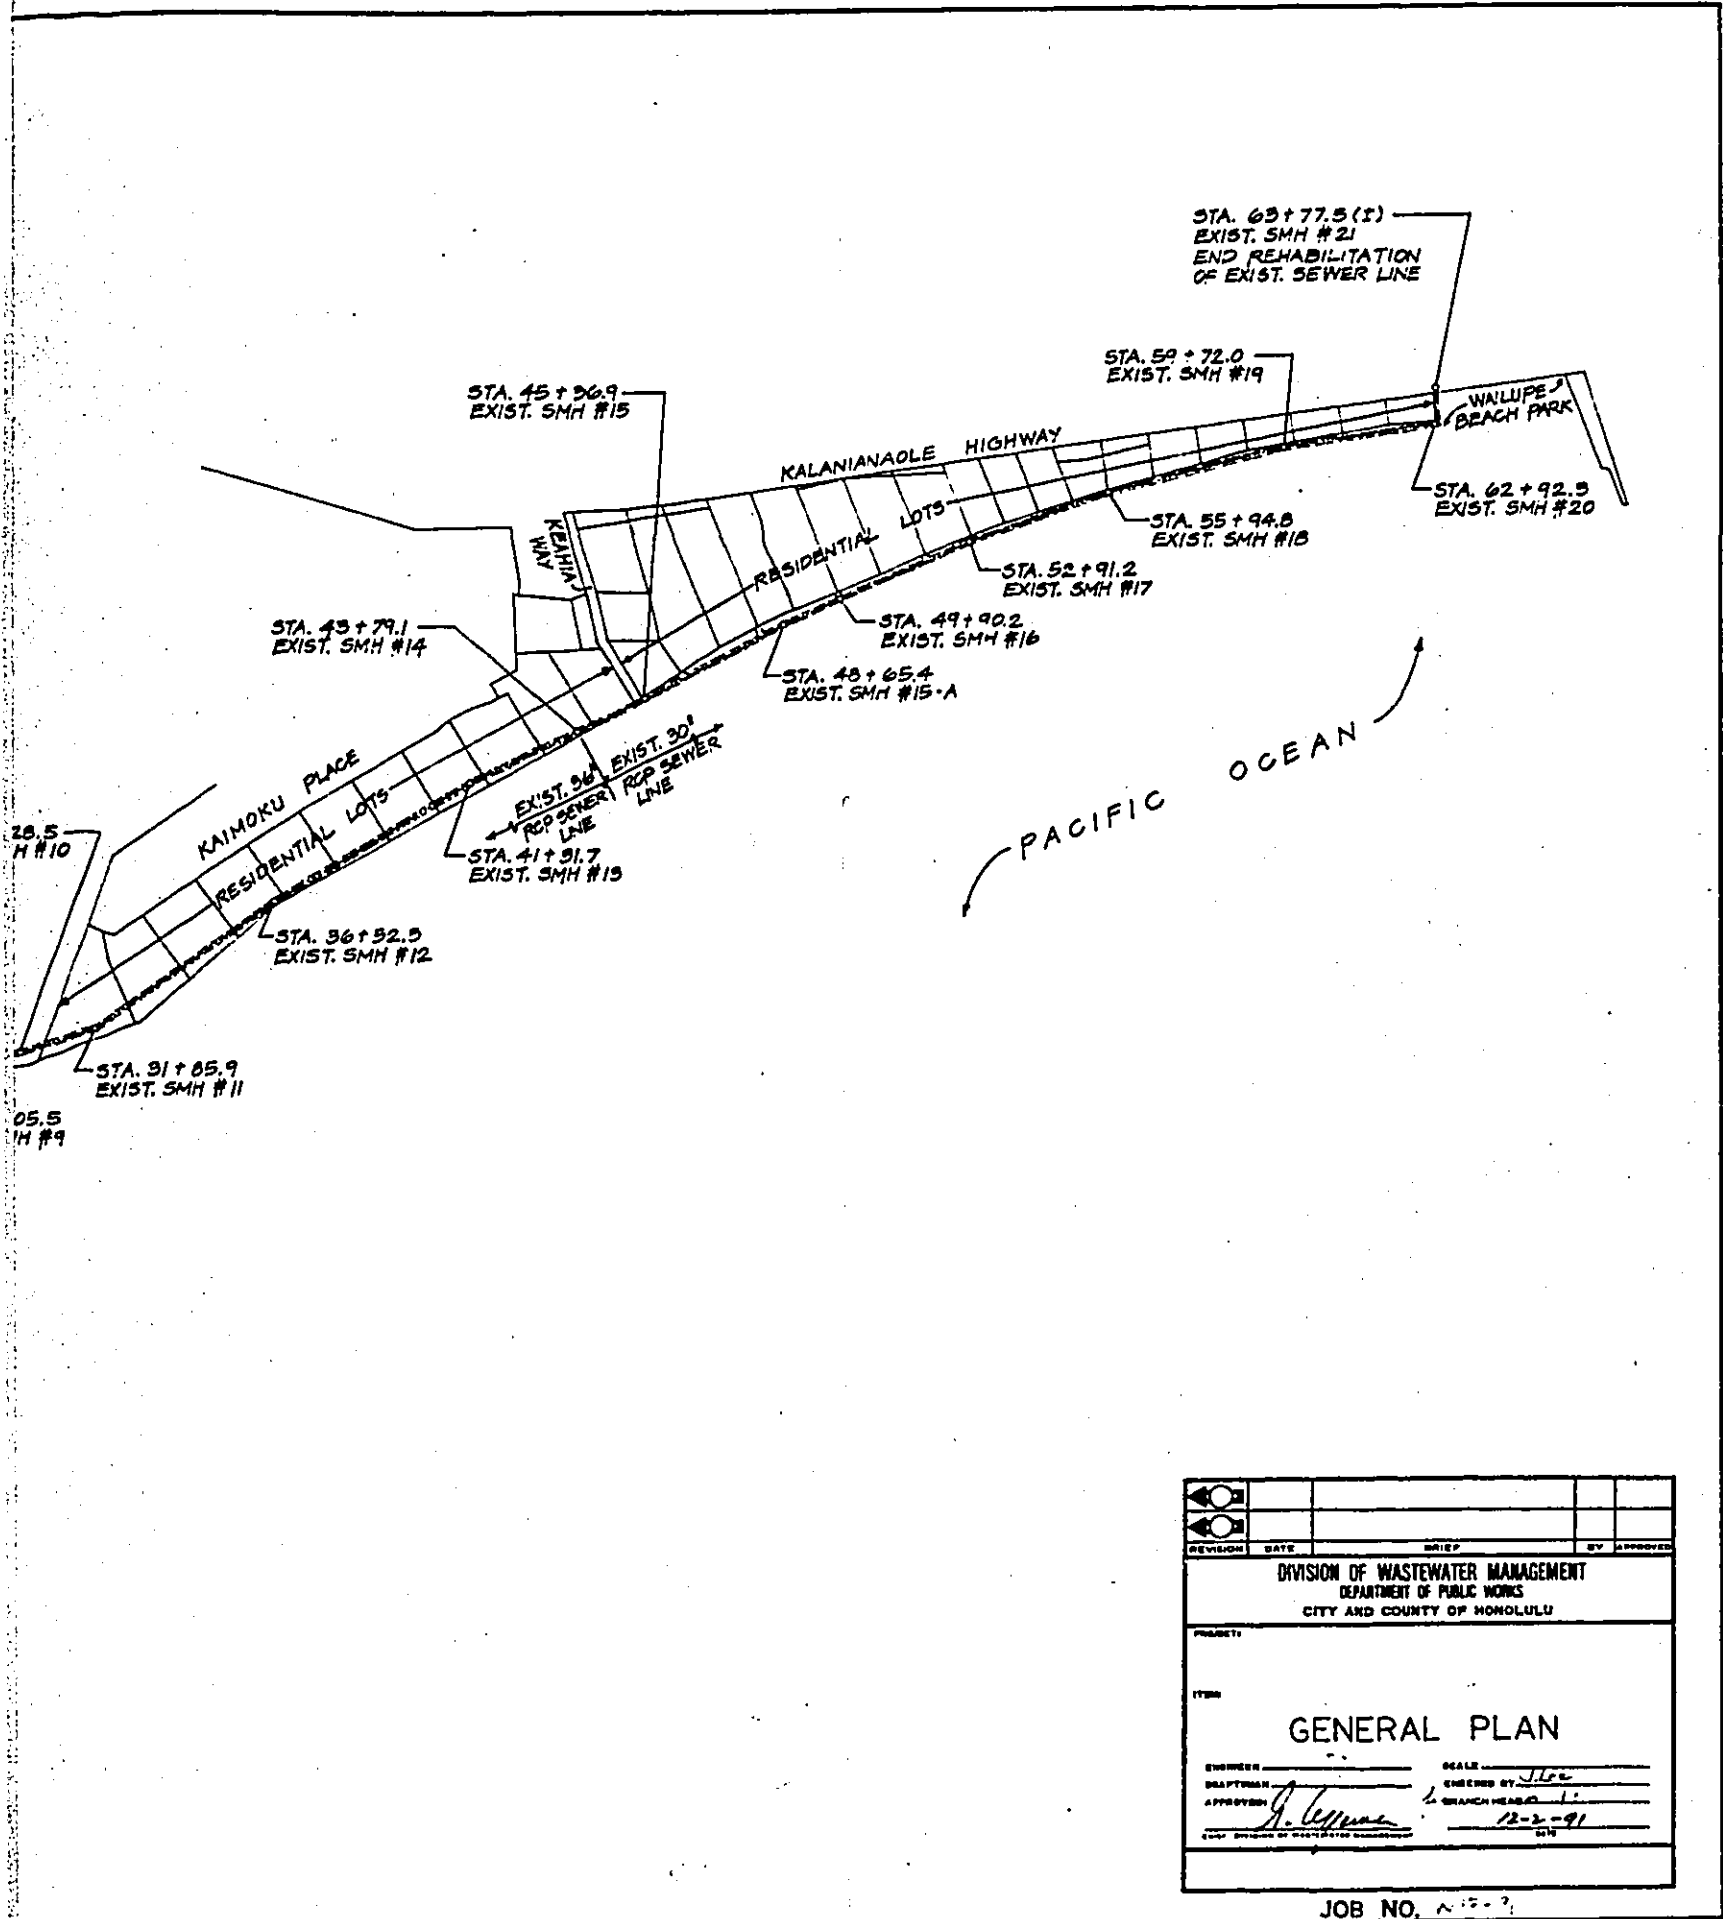 STA. 63+77.5(±)
EXIST. SMH #21
END REHABILITATION
OF EXIST. SEWER LINE
STA. 59+72.0
EXIST. SMH #19
STA. 45+36.9
EXIST. SMH #15
WAILUPE
BEACH PARK
KALANIANAOLE HIGHWAY
STA. 62+92.3
EXIST. SMH #20
KEAHIA
WAY
RESIDENTIAL LOTS
STA. 55+94.8
EXIST. SMH #18
STA. 52+91.2
EXIST. SMH #17
STA. 49+90.2
EXIST. SMH #16
STA. 43+79.1
EXIST. SMH #14
STA. 48+65.4
EXIST. SMH #15-A
EXIST. 36"
RCP SEWER
LINE
EXIST. 30"
RCP SEWER
LINE
PACIFIC OCEAN
KAIMOKU PLACE
RESIDENTIAL LOTS
28.5
H #10
STA. 41+31.7
EXIST. SMH #13
STA. 36+32.3
EXIST. SMH #12
STA. 31+85.9
EXIST. SMH #11
05.5
H #9
REVISION DATE BRIEF BY APPROVED
DIVISION OF WASTEWATER MANAGEMENT
DEPARTMENT OF PUBLIC WORKS
CITY AND COUNTY OF HONOLULU
PROJECT:
ITEM:
GENERAL PLAN
ENGINEER SCALE
DRAFTSMAN CHECKED BY J. Lee
APPROVED: BRANCH HEAD
12-2-91
CHIEF, DIVISION OF WASTEWATER MANAGEMENT DATE
JOB NO.